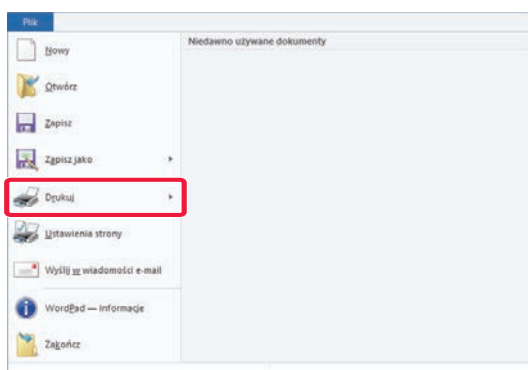 Plik
Niedawno używane dokumenty
Nowy
Otwórz
Zapisz
Zapisz jako
Drukuj
Ustawienia strony
Wyślij w wiadomości e-mail
WordPad — informacje
Zakończ